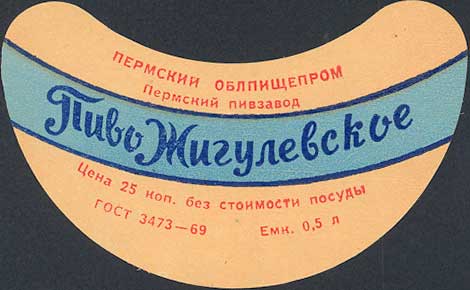 ПЕРМСКИЙ ОБЛПИЩЕПРОМ
Пермский пивзавод
Пиво Жигулевское
Цена 25 коп. без стоимости посуды
ГОСТ 3473—69 Емк. 0,5 л